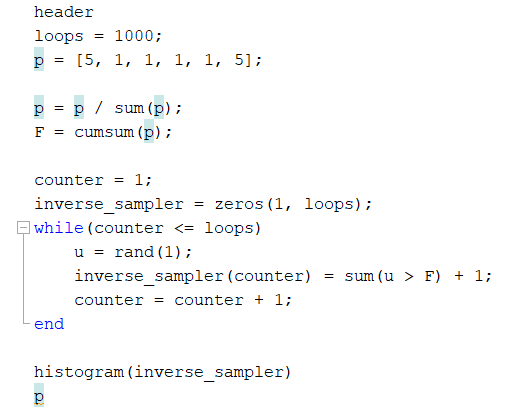 header
loops = 1000;
p = [5, 1, 1, 1, 1, 5];
p = p / sum(p);
F = cumsum(p);
counter = 1;
inverse_sampler = zeros(1, loops);
while(counter <= loops)
    u = rand(1);
    inverse_sampler(counter) = sum(u > F) + 1;
    counter = counter + 1;
end
histogram(inverse_sampler)
p